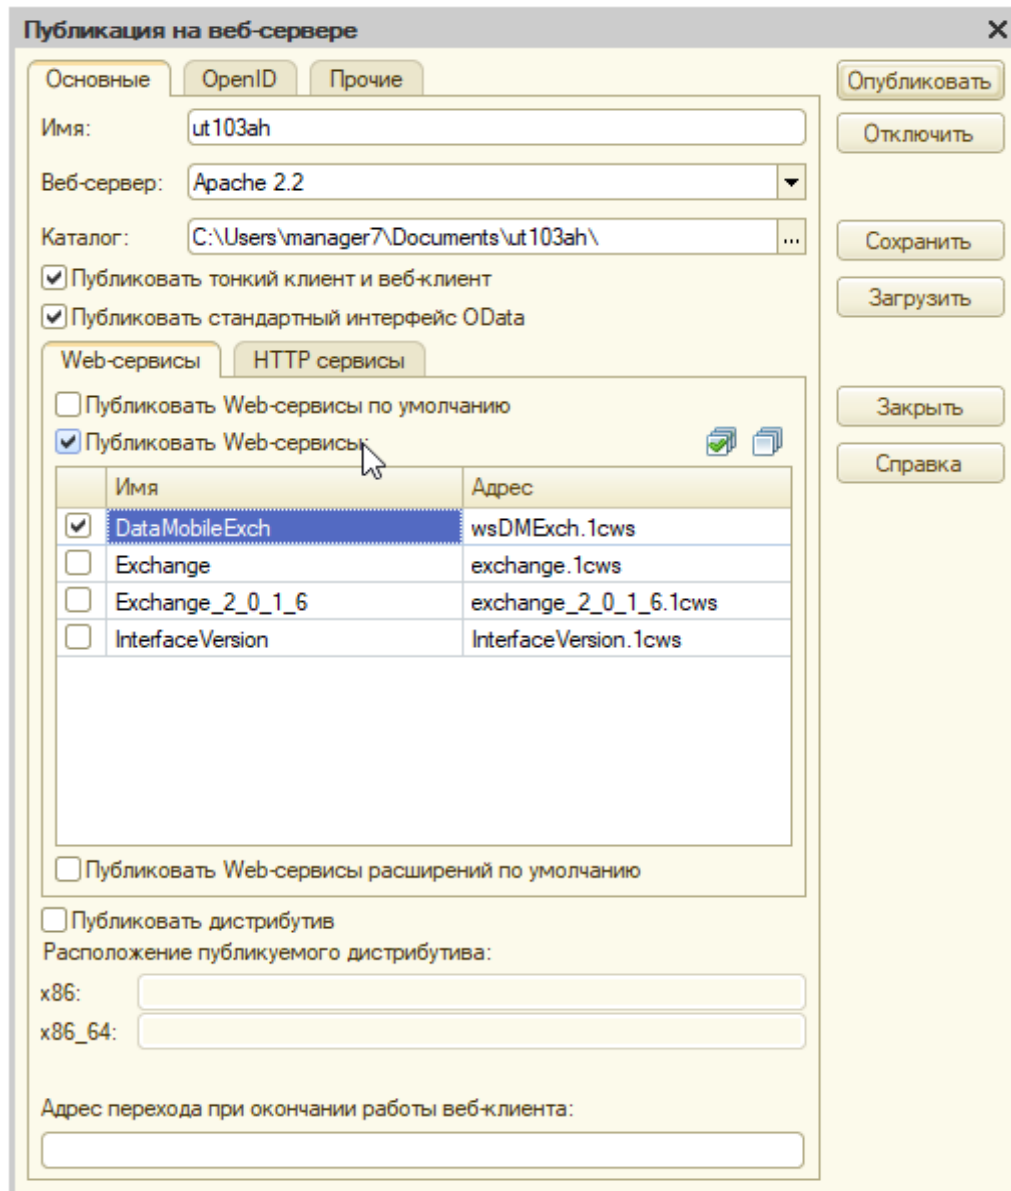 Публикация на веб-сервере
Основные OpenID Прочие
Опубликовать
Имя: ut103ah
Отключить
Веб-сервер: Apache 2.2
Каталог: C:\Users\manager7\Documents\ut103ah\ ...
Сохранить
Публиковать тонкий клиент и веб-клиент
Загрузить
Публиковать стандартный интерфейс OData
Web-сервисы HTTP сервисы
Публиковать Web-сервисы по умолчанию
Закрыть
Публиковать Web-сервисы:
Справка
Имя Адрес
DataMobileExch wsDMExch.1cws
Exchange exchange.1cws
Exchange_2_0_1_6 exchange_2_0_1_6.1cws
InterfaceVersion InterfaceVersion.1cws
Публиковать Web-сервисы расширений по умолчанию
Публиковать дистрибутив
Расположение публикуемого дистрибутива:
x86:
x86_64:
Адрес перехода при окончании работы веб-клиента: